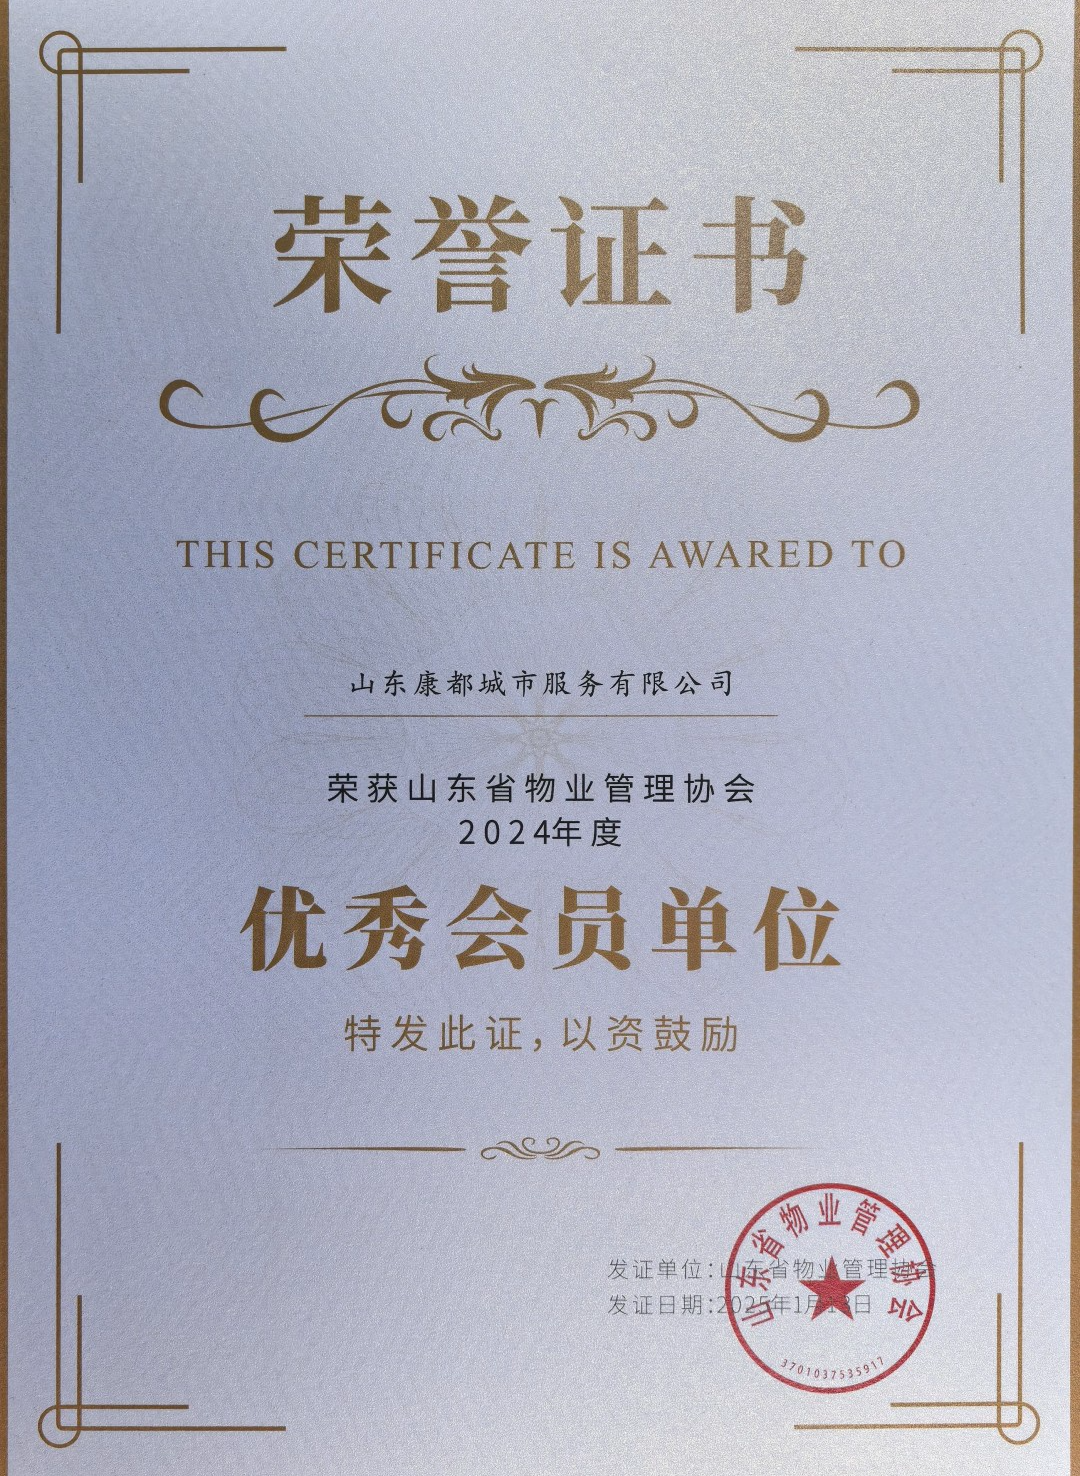 荣誉证书
THIS CERTIFICATE IS AWARED TO
山东康都城市服务有限公司
荣获山东省物业管理协会
2024年度
优秀会员单位
特发此证，以资鼓励
发证单位：山东省物业管理协会
发证日期：2025年1月13日
山东省物业管理协会
3701037535917